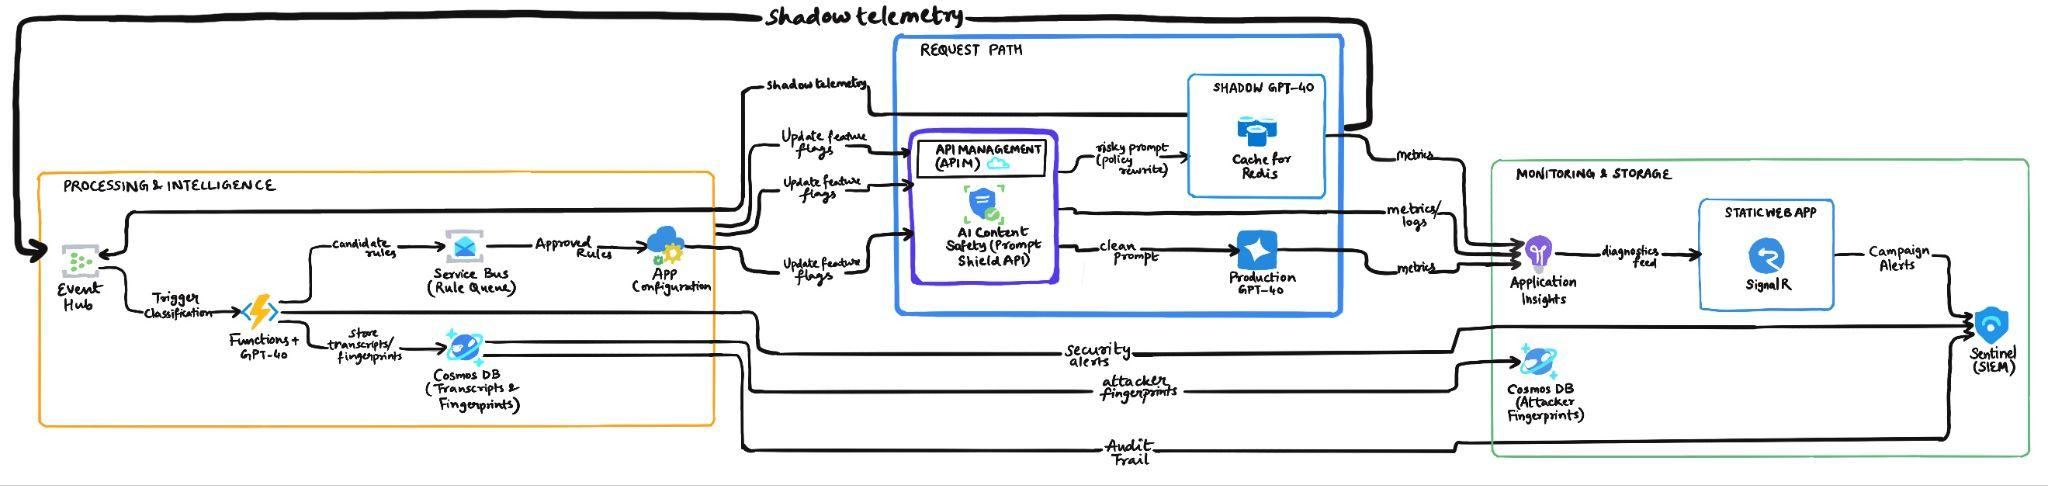 Shadow telemetry
REQUEST PATH
Shadow telemetry
SHADOW GPT-4O
Cache for
Redis
Update feature
flags
API MANAGEMENT
(APIM)
risky prompt
(policy
rewrite)
metrics
Update feature
flags
AI Content
Safety (Prompt
Shield API)
metrics/
logs
clean
prompt
Production
GPT-4O
metrics
Update feature
flags
PROCESSING & INTELLIGENCE
Event
Hub
Trigger
Classification
Functions +
GPT-4O
candidate
rules
Service Bus
(Rule Queue)
Approved
Rules
App
Configuration
Store
transcripts/
fingerprints
Cosmos DB
(Transcripts &
Fingerprints)
Security
alerts
attacker
fingerprints
Audit
Trail
MONITORING & STORAGE
Application
Insights
diagnostics
feed
STATIC WEB APP
SignalR
Campaign
Alerts
Sentinel
(SIEM)
Cosmos DB
(Attacker
Fingerprints)